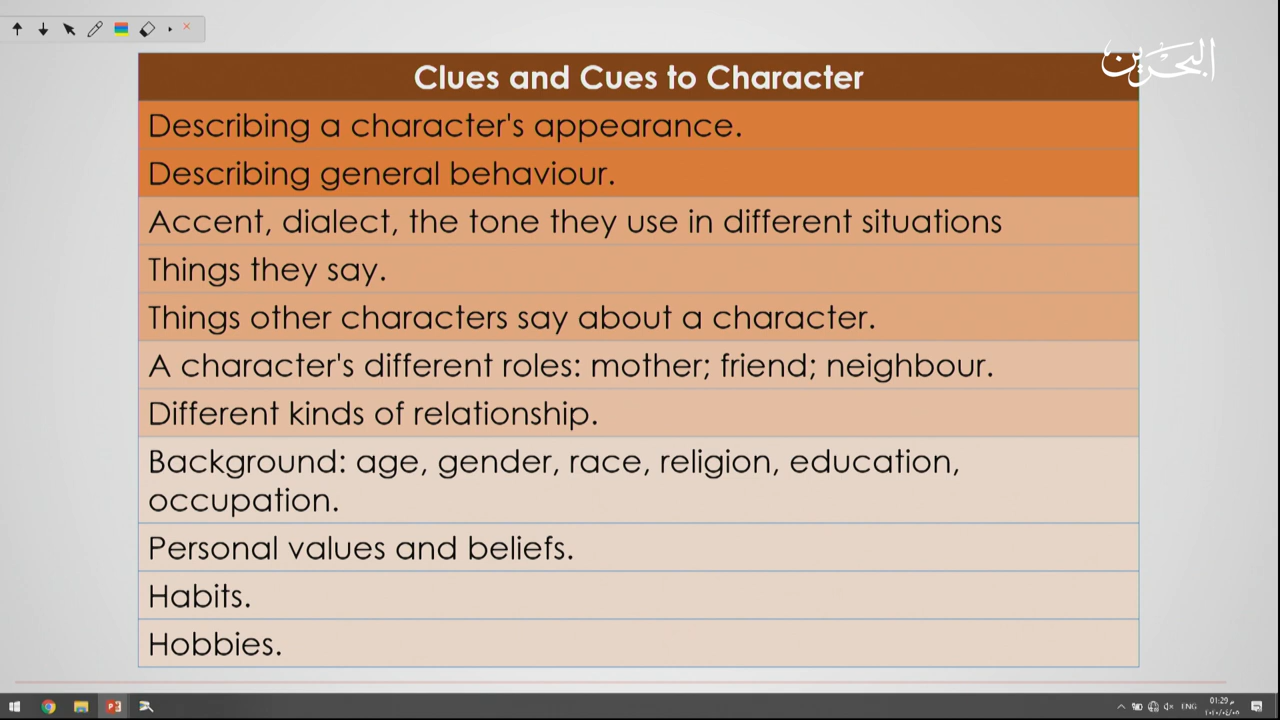 البحرين
Clues and Cues to Character
Describing a character's appearance.
Describing general behaviour.
Accent, dialect, the tone they use in different situations
Things they say.
Things other characters say about a character.
A character's different roles: mother; friend; neighbour.
Different kinds of relationship.
Background: age, gender, race, religion, education,
occupation.
Personal values and beliefs.
Habits.
Hobbies.
ENG
01:29 م